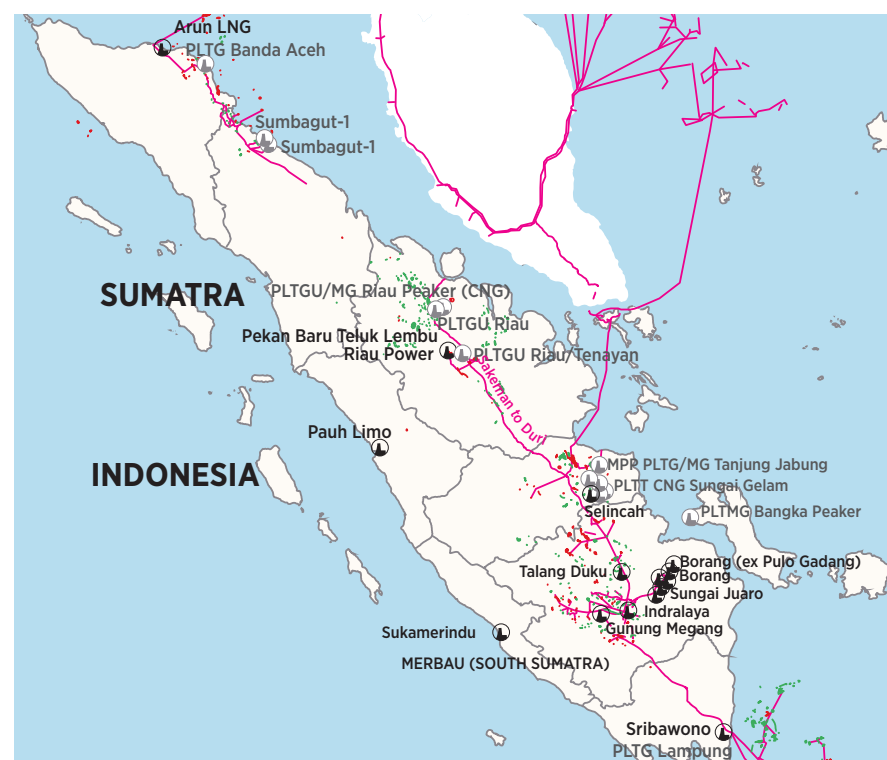 Arun LNG
PLTG Banda Aceh
Sumbagut-1
Sumbagut-1
SUMATRA
PLTGU/MG Riau Peaker (CNG)
PLTGU Riau
Pekan Baru Teluk Lembu
Riau Power
PLTGU Riau/Tenayan
Sakeman to Duri
Pauh Limo
INDONESIA
MPP PLTG/MG Tanjung Jabung
PLTT CNG Sungai Gelam
Selincah
PLTMG Bangka Peaker
Borang (ex Pulo Gadang)
Talang Duku
Borang
Sungai Juaro
Indralaya
Gunung Megang
Sukamerindu
MERBAU (SOUTH SUMATRA)
Sribawono
PLTG Lampung